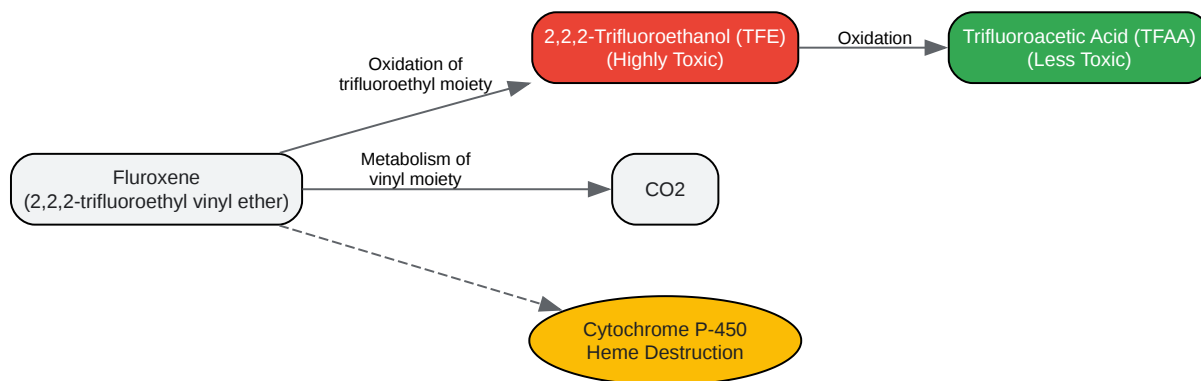 2,2,2-Trifluoroethanol (TFE)
(Highly Toxic)
Oxidation
Trifluoroacetic Acid (TFAA)
(Less Toxic)
Oxidation of
trifluoroethyl moiety
Fluroxene
(2,2,2-trifluoroethyl vinyl ether)
Metabolism of
vinyl moiety
CO2
Cytochrome P-450
Heme Destruction